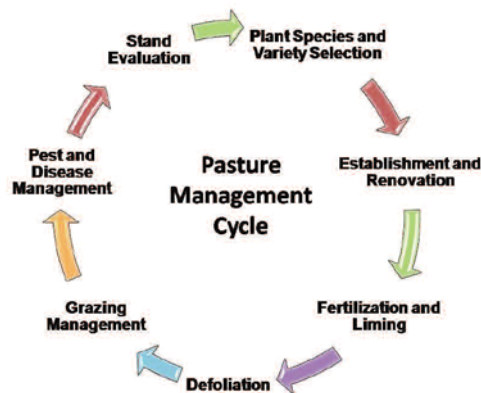 Stand
Evaluation
Plant Species and
Variety Selection
Establishment and
Renovation
Fertilization and
Liming
Defoliation
Grazing
Management
Pest and
Disease
Management
Pasture
Management
Cycle